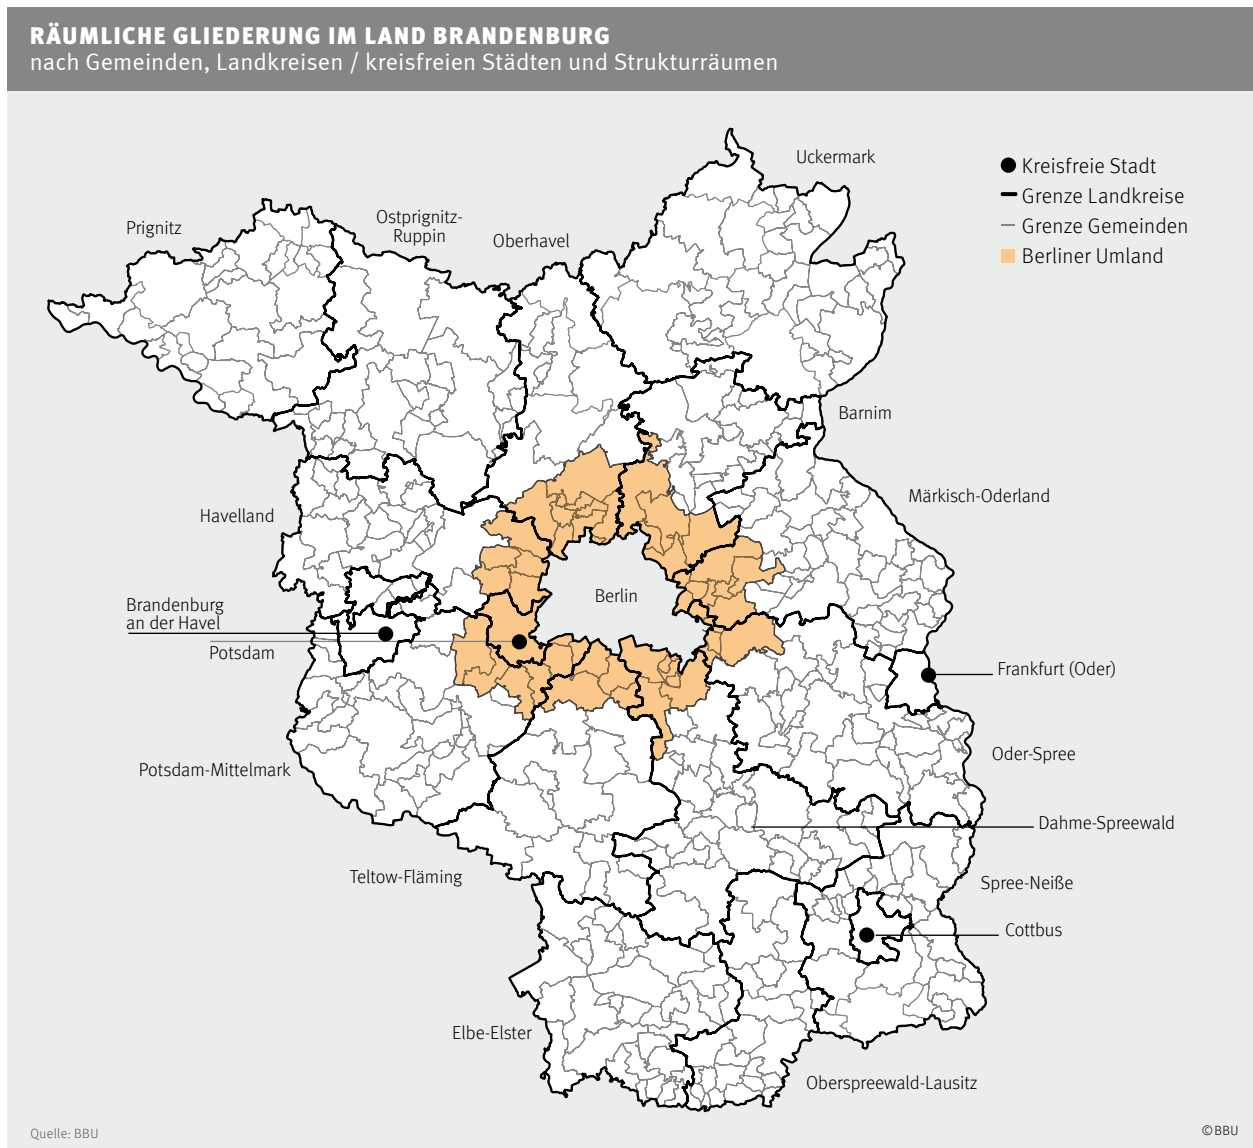 RÄUMLICHE GLIEDERUNG IM LAND BRANDENBURG
nach Gemeinden, Landkreisen / kreisfreien Städten und Strukturräumen
Uckermark
Kreisfreie Stadt
Grenze Landkreise
Grenze Gemeinden
Berliner Umland
Prignitz
Ostprignitz-
Ruppin
Oberhavel
Barnim
Märkisch-Oderland
Havelland
Berlin
Brandenburg
an der Havel
Potsdam
Frankfurt (Oder)
Oder-Spree
Potsdam-Mittelmark
Dahme-Spreewald
Teltow-Fläming
Spree-Neiße
Cottbus
Elbe-Elster
Oberspreewald-Lausitz
Quelle: BBU
©BBU